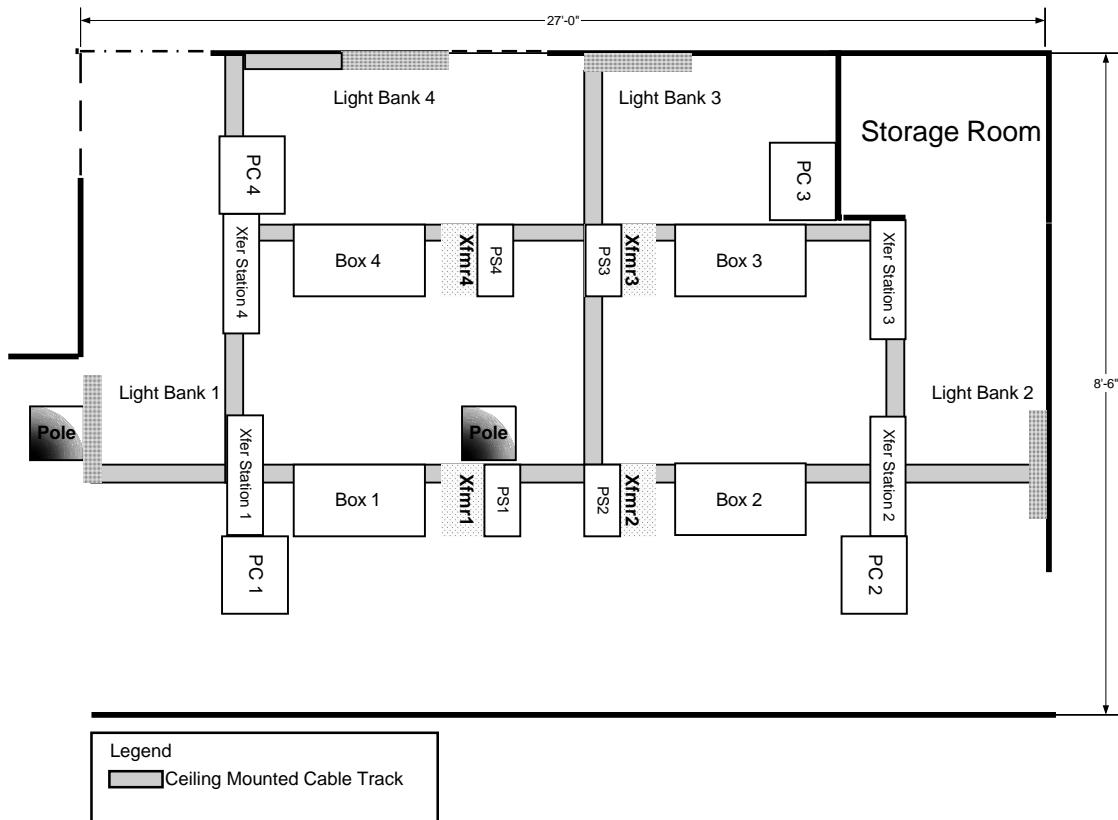 27'-0"
Light Bank 4
Light Bank 3
Storage Room
PC 4
PC 3
Xfer Station 4
Box 4
Xfmr4
PS4
PS3
Xfmr3
Box 3
Xfer Station 3
8'-6"
Light Bank 1
Light Bank 2
Pole
Pole
Xfer Station 1
Box 1
Xfmr1
PS1
PS2
Xfmr2
Box 2
Xfer Station 2
PC 1
PC 2
Legend
Ceiling Mounted Cable Track